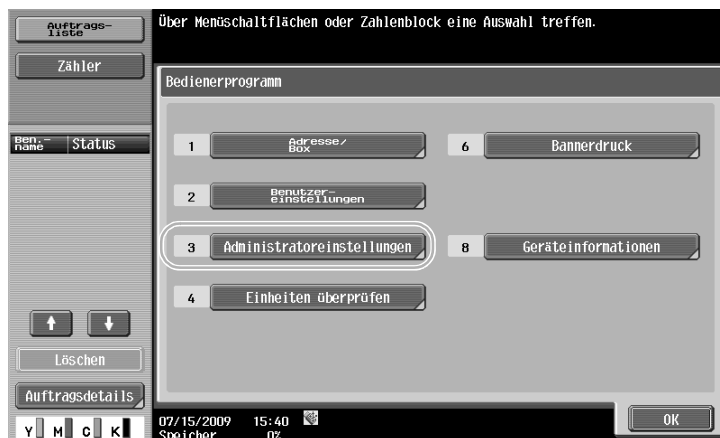 Auftrags-
liste
Zähler
Ben.-
name
Status
Löschen
Auftragsdetails
Y M C K
Über Menüschaltflächen oder Zahlenblock eine Auswahl treffen.
Bedienerprogramm
1 Adresse/
Box
2 Benutzer-
einstellungen
3 Administratoreinstellungen
4 Einheiten überprüfen
6 Bannerdruck
8 Geräteinformationen
07/15/2009 15:40
Speicher 0%
OK